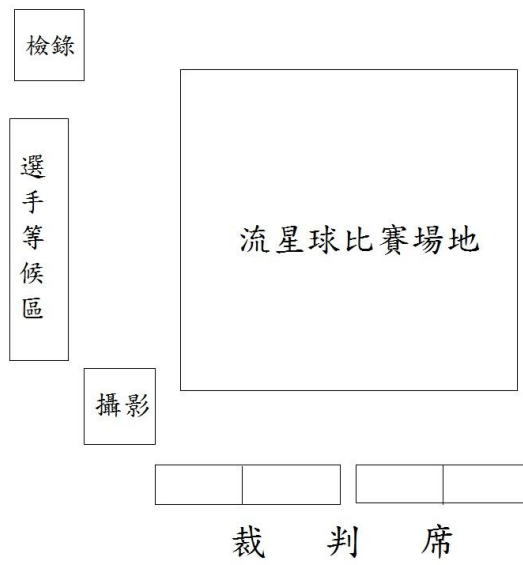 檢錄
選手等候區
流星球比賽場地
攝影
裁判席